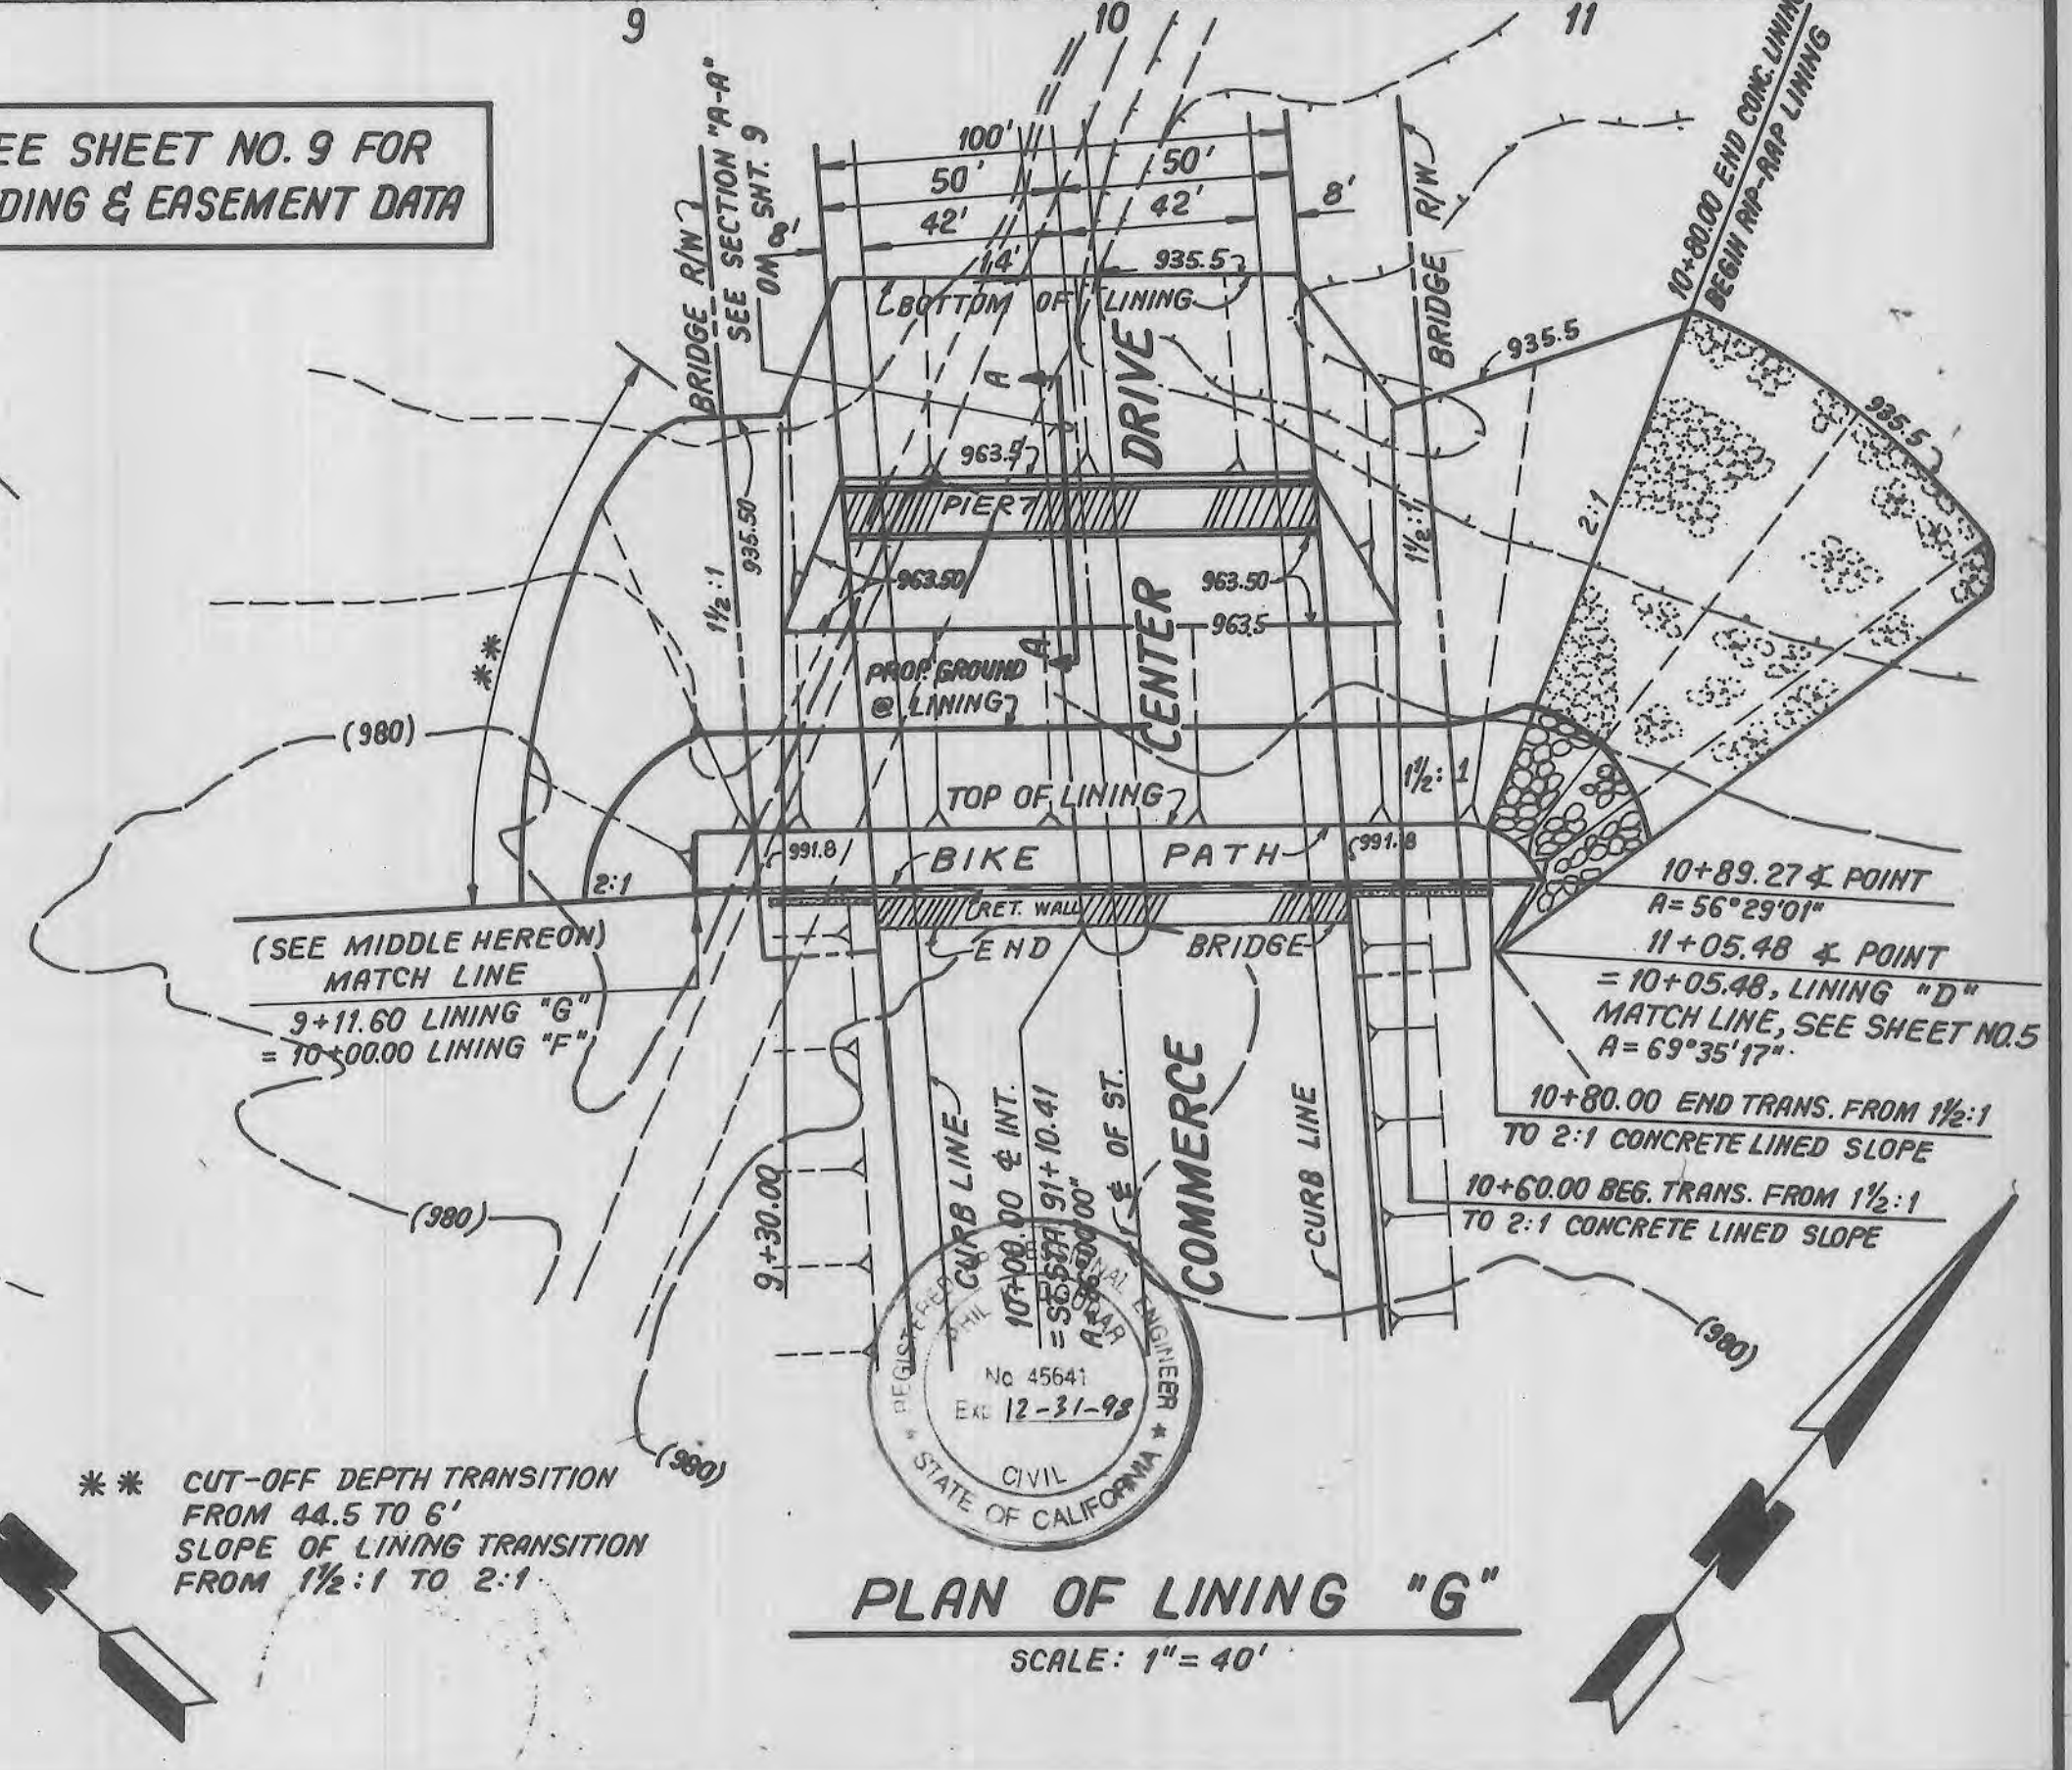 9
10
11
EE SHEET NO. 9 FOR
DING & EASEMENT DATA
BRIDGE R/W
SEE SECTION "A-A"
ON SHT. 9
8'
100'
50'
50'
42'
42'
8'
14'
935.5
BOTTOM OF LINING
BRIDGE R/W
10+80.00 END CONC. LINING
BEGIN RIP-RAP LINING
935.5
935.5
A
DRIVE
963.5
PIER
935.50
1½:1
963.50
963.50
1½:1
2:1
963.5
A
CENTER
**
PROP. GROUND
@ LINING
(980)
1½:1
TOP OF LINING
991.8
BIKE PATH
991.8
2:1
RET. WALL
END BRIDGE
(SEE MIDDLE HEREON)
MATCH LINE
9+11.60 LINING "G"
= 10+00.00 LINING "F"
10+89.27 ∡ POINT
A= 56°29'01"
11+05.48 ∡ POINT
= 10+05.48, LINING "D"
MATCH LINE, SEE SHEET NO.5
A= 69°35'17"
10+80.00 END TRANS. FROM 1½:1
TO 2:1 CONCRETE LINED SLOPE
10+60.00 BEG. TRANS. FROM 1½:1
TO 2:1 CONCRETE LINED SLOPE
9+30.00
CURB LINE
10+00.00 ℄ INT.
91+10.41
℄ OF ST.
COMMERCE
CURB LINE
(980)
(980)
(980)
REGISTERED PROFESSIONAL ENGINEER
No 45641
Exp 12-31-98
CIVIL
STATE OF CALIFORNIA
** CUT-OFF DEPTH TRANSITION
FROM 44.5 TO 6'
SLOPE OF LINING TRANSITION
FROM 1½:1 TO 2:1
PLAN OF LINING "G"
SCALE: 1"= 40'